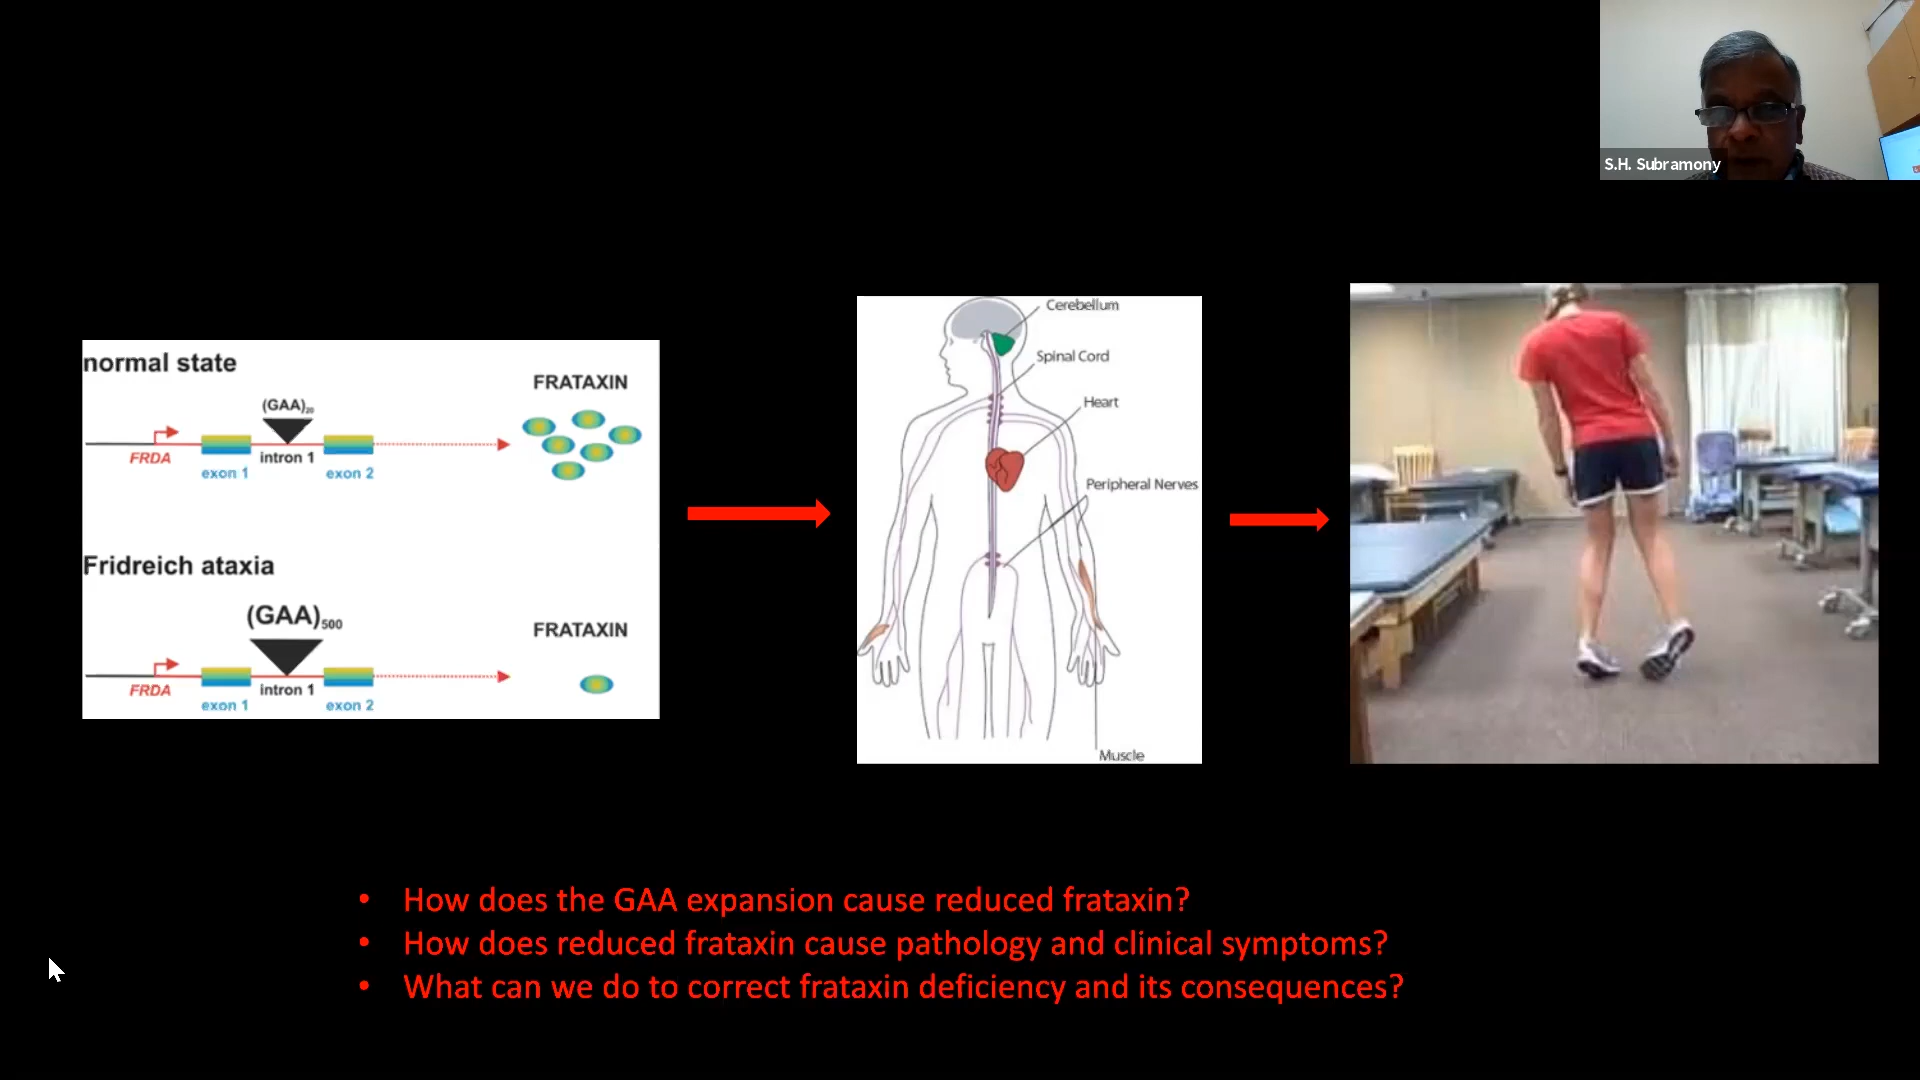 S.H. Subramony
normal state
FRATAXIN
(GAA)20
FRDA
exon 1
intron 1
exon 2
Fridreich ataxia
(GAA)500
FRATAXIN
FRDA
exon 1
intron 1
exon 2
Cerebellum
Spinal Cord
Heart
Peripheral Nerves
Muscle
• How does the GAA expansion cause reduced frataxin?
• How does reduced frataxin cause pathology and clinical symptoms?
• What can we do to correct frataxin deficiency and its consequences?